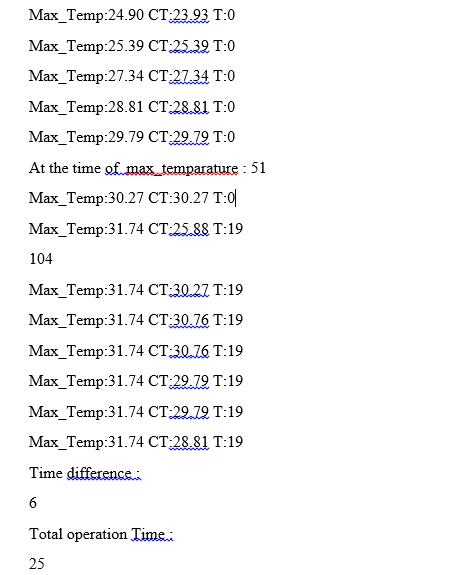 Max_Temp:24.90 CT:23.93 T:0
Max_Temp:25.39 CT:25.39 T:0
Max_Temp:27.34 CT:27.34 T:0
Max_Temp:28.81 CT:28.81 T:0
Max_Temp:29.79 CT:29.79 T:0
At the time of max_temparature : 51
Max_Temp:30.27 CT:30.27 T:0
Max_Temp:31.74 CT:25.88 T:19
104
Max_Temp:31.74 CT:30.27 T:19
Max_Temp:31.74 CT:30.76 T:19
Max_Temp:31.74 CT:30.76 T:19
Max_Temp:31.74 CT:29.79 T:19
Max_Temp:31.74 CT:29.79 T:19
Max_Temp:31.74 CT:28.81 T:19
Time difference :
6
Total operation Time :
25